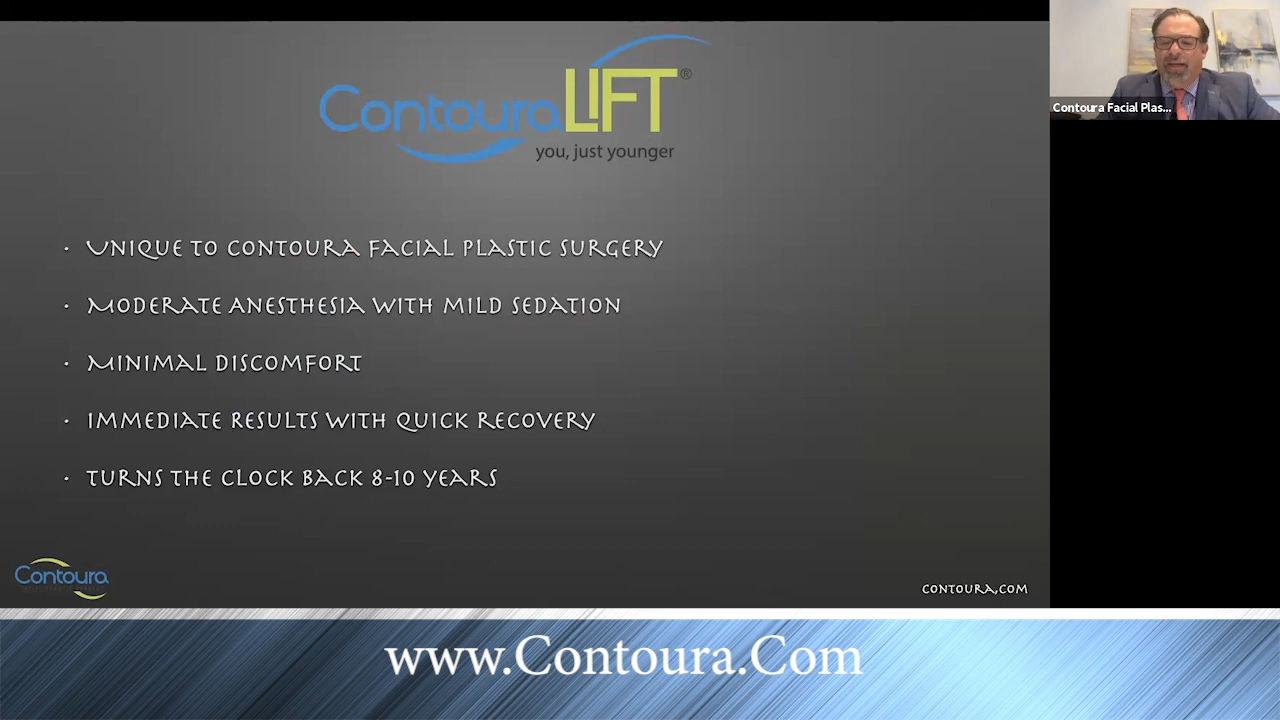 ContouraLIFT®
you, just younger
Contoura Facial Plas...
· Unique to Contoura Facial Plastic Surgery
· Moderate Anesthesia with mild sedation
· Minimal discomfort
· Immediate results with quick recovery
· Turns the clock back 8-10 years
Contoura
contoura.com
www.Contoura.Com